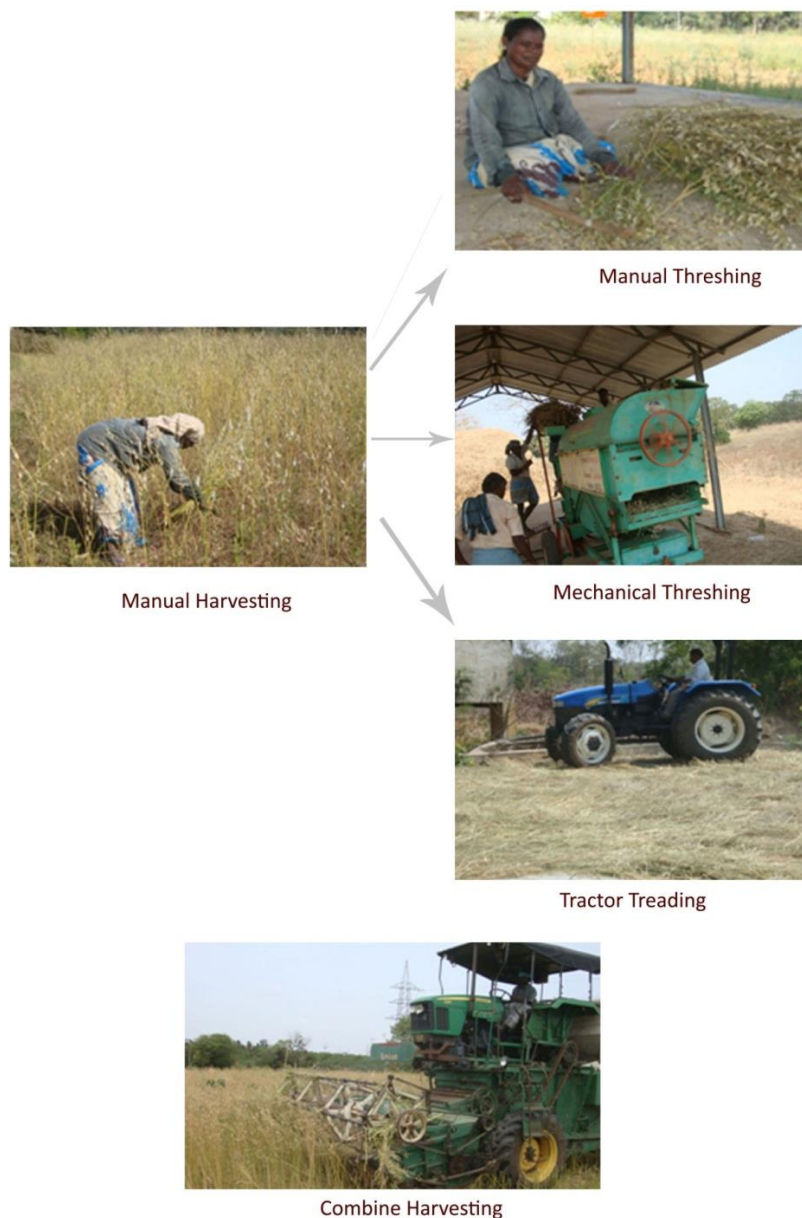 Manual Threshing
Manual Harvesting
Mechanical Threshing
Tractor Treading
Combine Harvesting